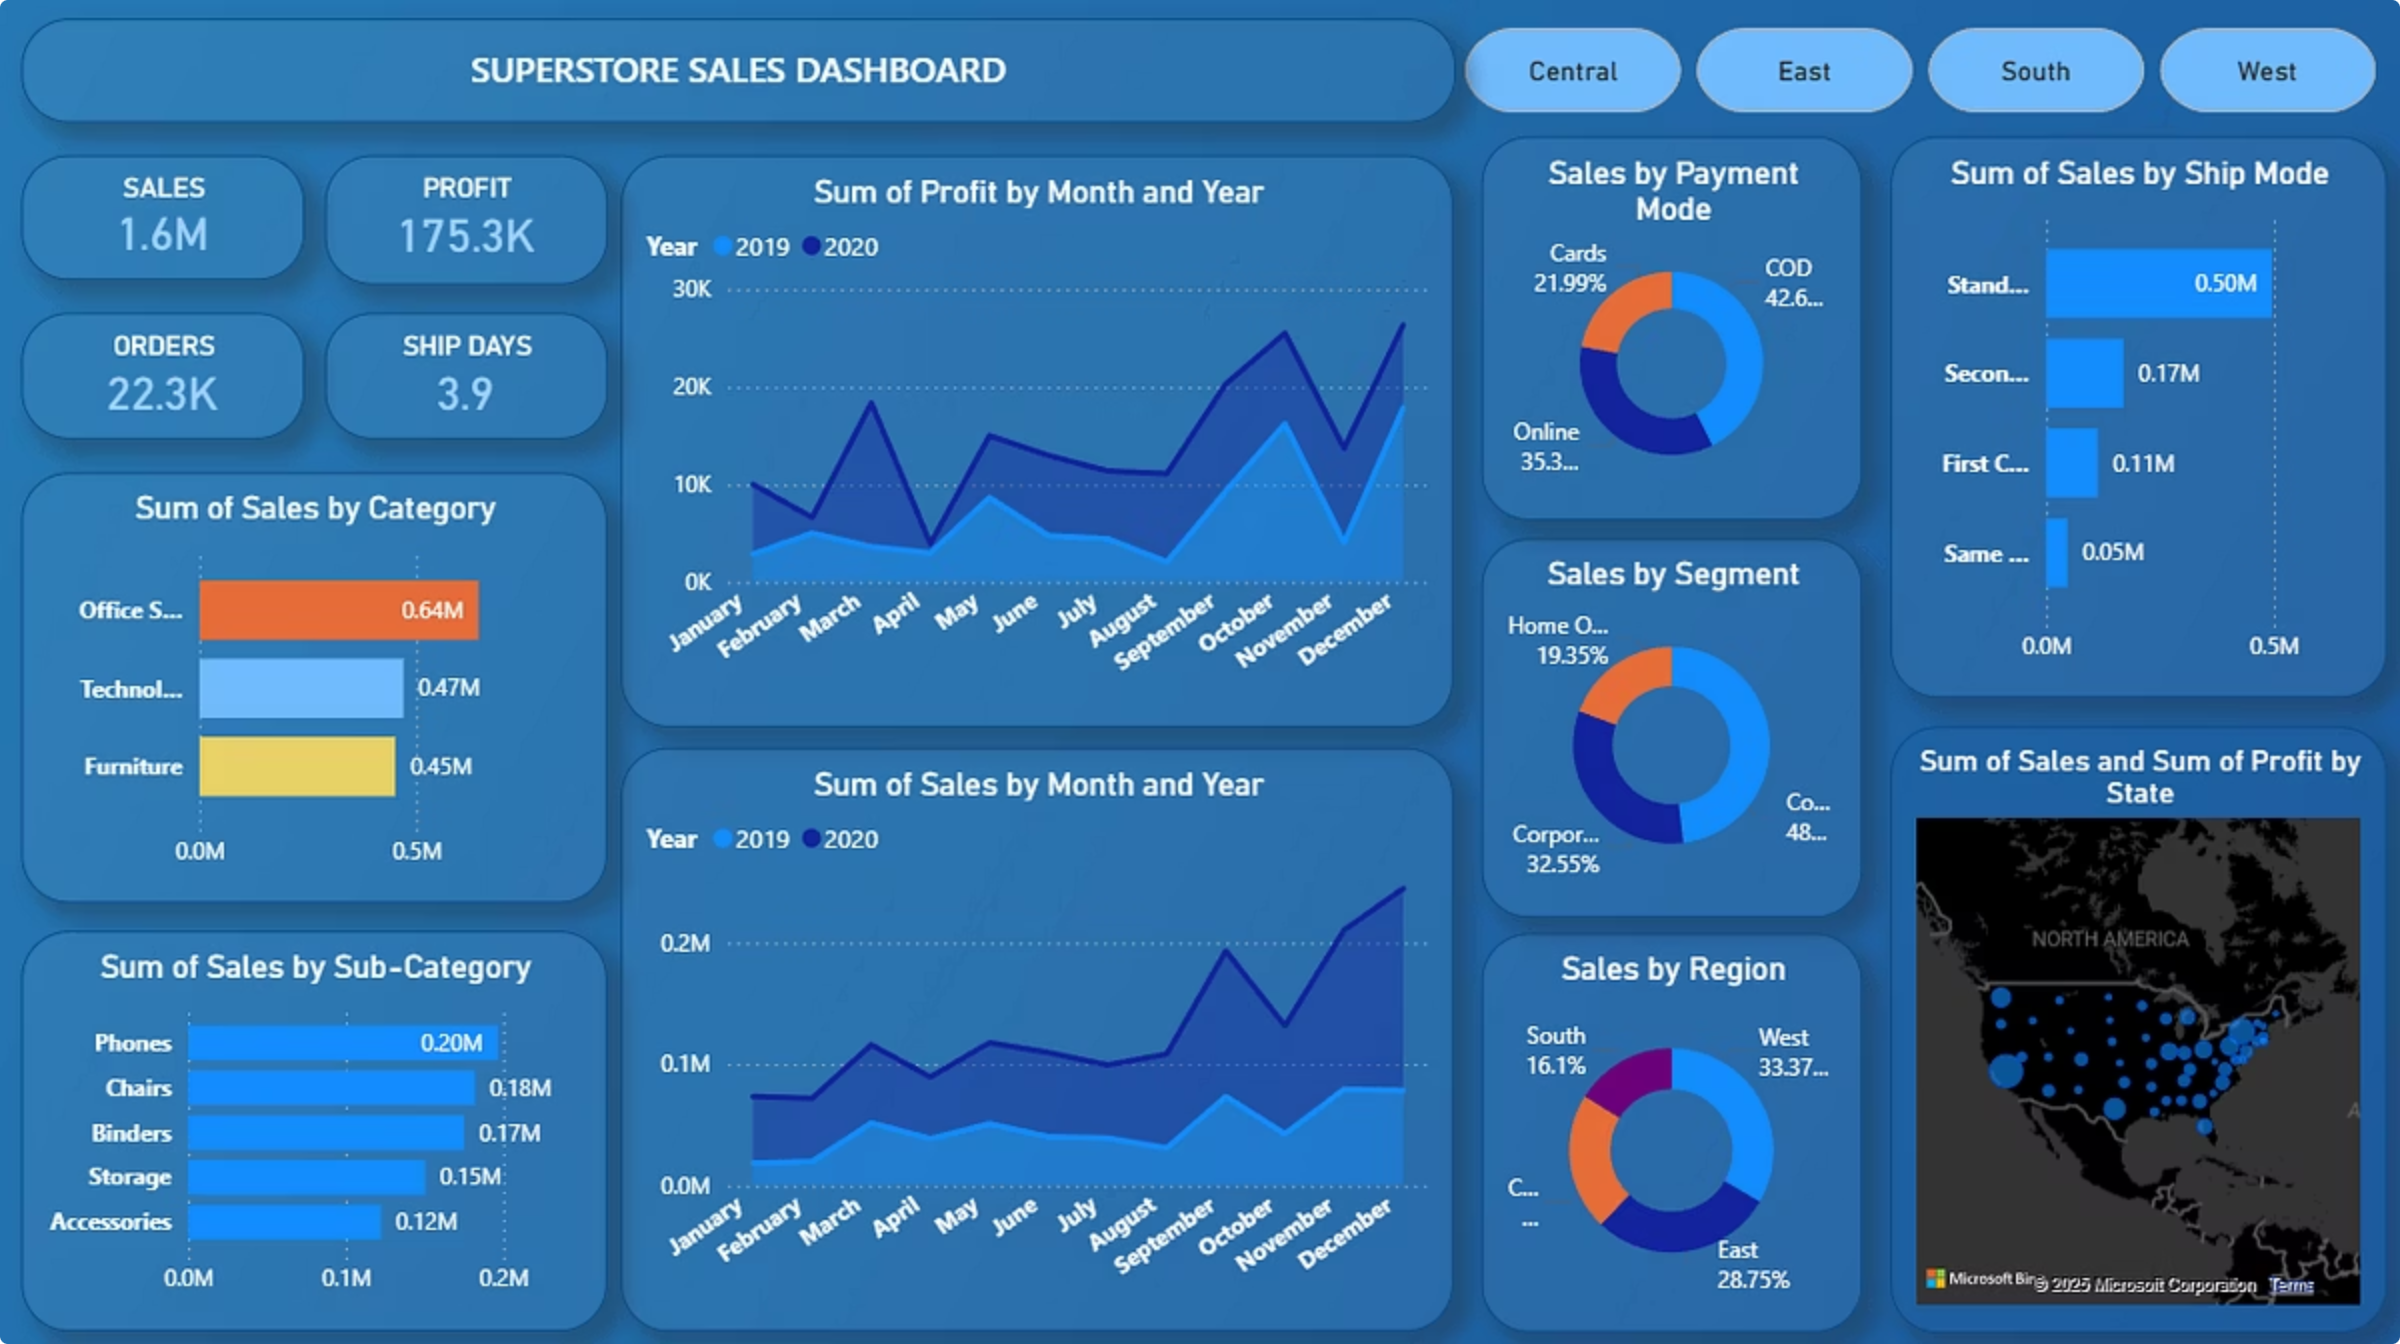 SUPERSTORE SALES DASHBOARD
Central
East
South
West
SALES
1.6M
PROFIT
175.3K
ORDERS
22.3K
SHIP DAYS
3.9
Sum of Sales by Category
Office S...
0.64M
Technol...
0.47M
Furniture
0.45M
0.0M
0.5M
Sum of Sales by Sub-Category
Phones
0.20M
Chairs
0.18M
Binders
0.17M
Storage
0.15M
Accessories
0.12M
0.0M
0.1M
0.2M
Sum of Profit by Month and Year
Year 2019 2020
30K
20K
10K
0K
January
February
March
April
May
June
July
August
September
October
November
December
Sum of Sales by Month and Year
Year 2019 2020
0.2M
0.1M
0.0M
January
February
March
April
May
June
July
August
September
October
November
December
Sales by Payment
Mode
Cards
21.99%
COD
42.6...
Online
35.3...
Sales by Segment
Home O...
19.35%
Co...
48...
Corpor...
32.55%
Sales by Region
South
16.1%
West
33.37...
C...
...
East
28.75%
Sum of Sales by Ship Mode
Stand...
0.50M
Secon...
0.17M
First C...
0.11M
Same ...
0.05M
0.0M
0.5M
Sum of Sales and Sum of Profit by
State
NORTH AMERICA
A
Microsoft Bin
© 2025 Microsoft Corporation Terms